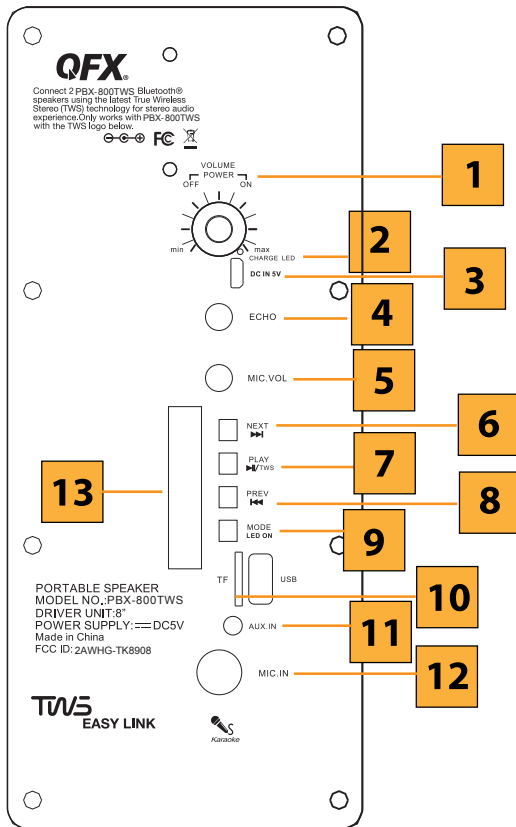 QFX®
Connect 2 PBX-800TWS Bluetooth®
speakers using the latest True Wireless
Stereo (TWS) technology for stereo audio
experience.Only works with PBX-800TWS
with the TWS logo below.
FC
VOLUME
POWER
OFF ON
1
min max
CHARGE LED
2
DC IN 5V
3
ECHO
4
MIC.VOL
5
NEXT
6
PLAY
/TWS
7
13
PREV
8
MODE
LED ON
9
TF USB
10
AUX.IN
11
MIC.IN
12
PORTABLE SPEAKER
MODEL NO.:PBX-800TWS
DRIVER UNIT:8"
POWER SUPPLY: DC5V
Made in China
FCC ID: 2AWHG-TK8908
TWS
EASY LINK
Karaoke